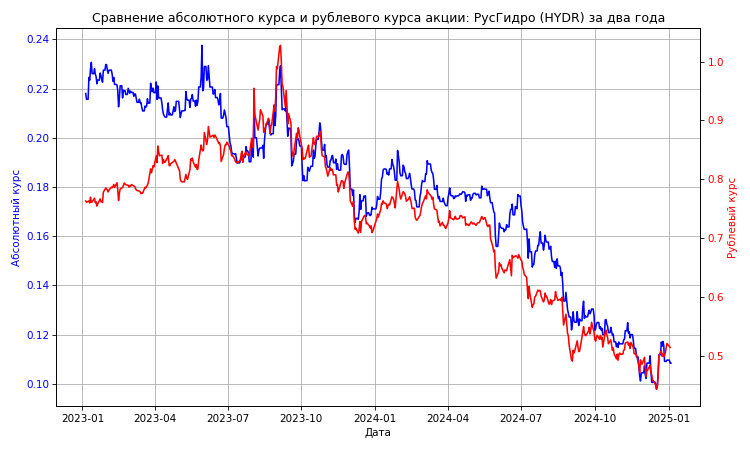 Сравнение абсолютного курса и рублевого курса акции: РусГидро (HYDR) за два года
Абсолютный курс
0.24
0.22
0.20
0.18
0.16
0.14
0.12
0.10
1.0
0.9
0.8
0.7
0.6
0.5
Рублевый курс
2023-01 2023-04 2023-07 2023-10 2024-01 2024-04 2024-07 2024-10 2025-01
Дата